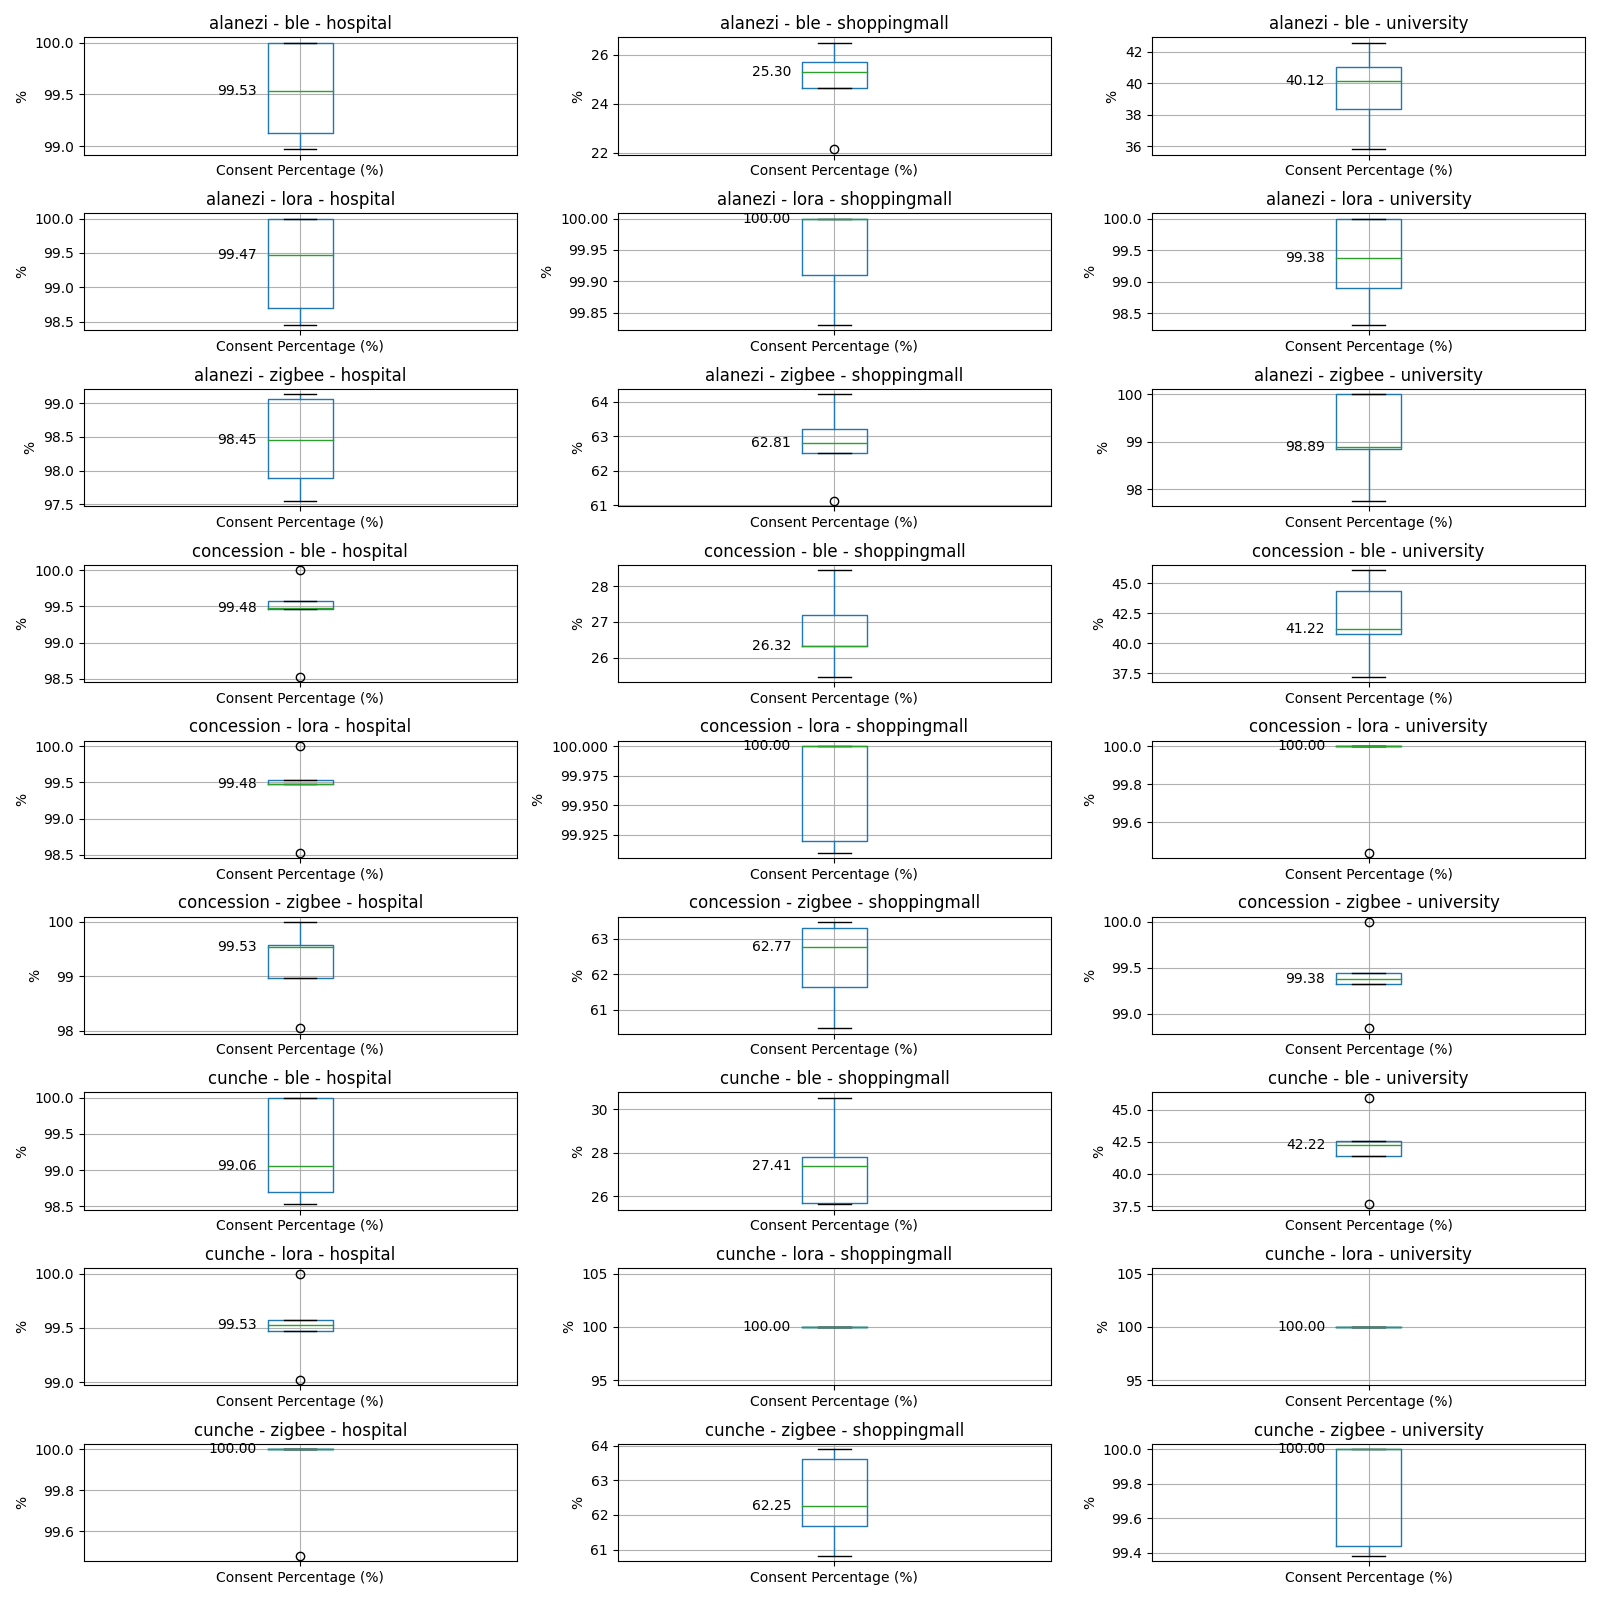 alanezi - ble - hospital
100.0
99.5
99.0
%
99.53
Consent Percentage (%)
alanezi - ble - shoppingmall
26
24
22
%
25.30
Consent Percentage (%)
alanezi - ble - university
42
40
38
36
%
40.12
Consent Percentage (%)
alanezi - lora - hospital
100.0
99.5
99.0
98.5
%
99.47
Consent Percentage (%)
alanezi - lora - shoppingmall
100.00
99.95
99.90
99.85
%
100.00
Consent Percentage (%)
alanezi - lora - university
100.0
99.5
99.0
98.5
%
99.38
Consent Percentage (%)
alanezi - zigbee - hospital
99.0
98.5
98.0
97.5
%
98.45
Consent Percentage (%)
alanezi - zigbee - shoppingmall
64
63
62
61
%
62.81
Consent Percentage (%)
alanezi - zigbee - university
100
99
98
%
98.89
Consent Percentage (%)
concession - ble - hospital
100.0
99.5
99.0
98.5
%
99.48
Consent Percentage (%)
concession - ble - shoppingmall
28
27
26
%
26.32
Consent Percentage (%)
concession - ble - university
45.0
42.5
40.0
37.5
%
41.22
Consent Percentage (%)
concession - lora - hospital
100.0
99.5
99.0
98.5
%
99.48
Consent Percentage (%)
concession - lora - shoppingmall
100.000
99.975
99.950
99.925
%
100.00
Consent Percentage (%)
concession - lora - university
100.0
99.8
99.6
%
100.00
Consent Percentage (%)
concession - zigbee - hospital
100
99
98
%
99.53
Consent Percentage (%)
concession - zigbee - shoppingmall
63
62
61
%
62.77
Consent Percentage (%)
concession - zigbee - university
100.0
99.5
99.0
%
99.38
Consent Percentage (%)
cunche - ble - hospital
100.0
99.5
99.0
98.5
%
99.06
Consent Percentage (%)
cunche - ble - shoppingmall
30
28
26
%
27.41
Consent Percentage (%)
cunche - ble - university
45.0
42.5
40.0
37.5
%
42.22
Consent Percentage (%)
cunche - lora - hospital
100.0
99.5
99.0
%
99.53
Consent Percentage (%)
cunche - lora - shoppingmall
105
100
95
%
100.00
Consent Percentage (%)
cunche - lora - university
105
100
95
%
100.00
Consent Percentage (%)
cunche - zigbee - hospital
100.0
99.8
99.6
%
100.00
Consent Percentage (%)
cunche - zigbee - shoppingmall
64
63
62
61
%
62.25
Consent Percentage (%)
cunche - zigbee - university
100.0
99.8
99.6
99.4
%
100.00
Consent Percentage (%)